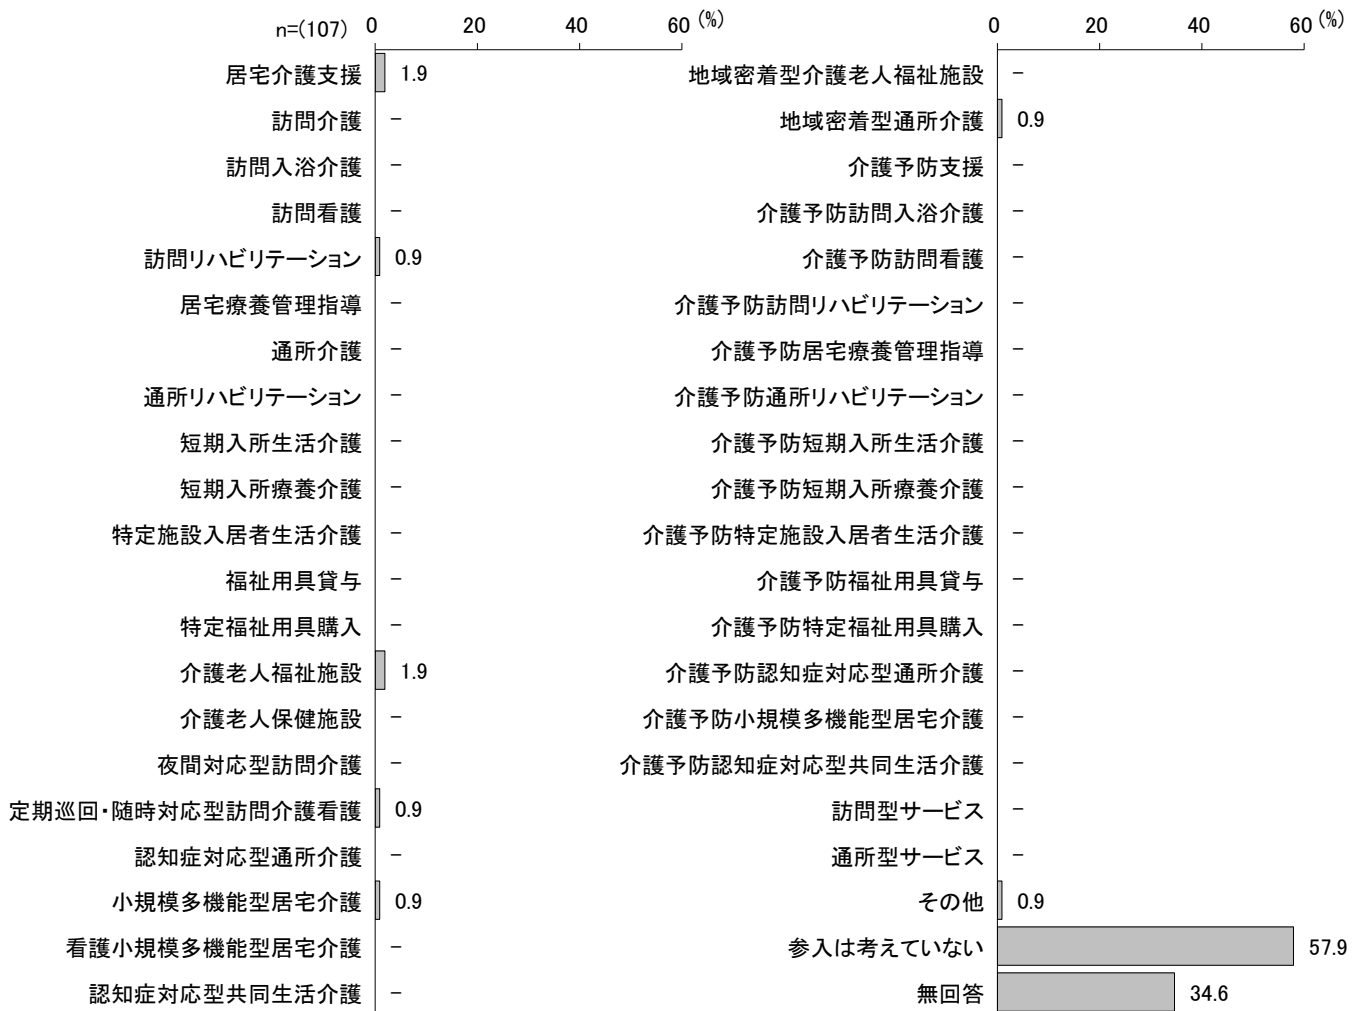 n=(107) 0 20 40 60 (%)
居宅介護支援 1.9
訪問介護 −
訪問入浴介護 −
訪問看護 −
訪問リハビリテーション 0.9
居宅療養管理指導 −
通所介護 −
通所リハビリテーション −
短期入所生活介護 −
短期入所療養介護 −
特定施設入居者生活介護 −
福祉用具貸与 −
特定福祉用具購入 −
介護老人福祉施設 1.9
介護老人保健施設 −
夜間対応型訪問介護 −
定期巡回・随時対応型訪問介護看護 0.9
認知症対応型通所介護 −
小規模多機能型居宅介護 0.9
看護小規模多機能型居宅介護 −
認知症対応型共同生活介護 −
0 20 40 60 (%)
地域密着型介護老人福祉施設 −
地域密着型通所介護 0.9
介護予防支援 −
介護予防訪問入浴介護 −
介護予防訪問看護 −
介護予防訪問リハビリテーション −
介護予防居宅療養管理指導 −
介護予防通所リハビリテーション −
介護予防短期入所生活介護 −
介護予防短期入所療養介護 −
介護予防特定施設入居者生活介護 −
介護予防福祉用具貸与 −
介護予防特定福祉用具購入 −
介護予防認知症対応型通所介護 −
介護予防小規模多機能型居宅介護 −
介護予防認知症対応型共同生活介護 −
訪問型サービス −
通所型サービス −
その他 0.9
参入は考えていない 57.9
無回答 34.6